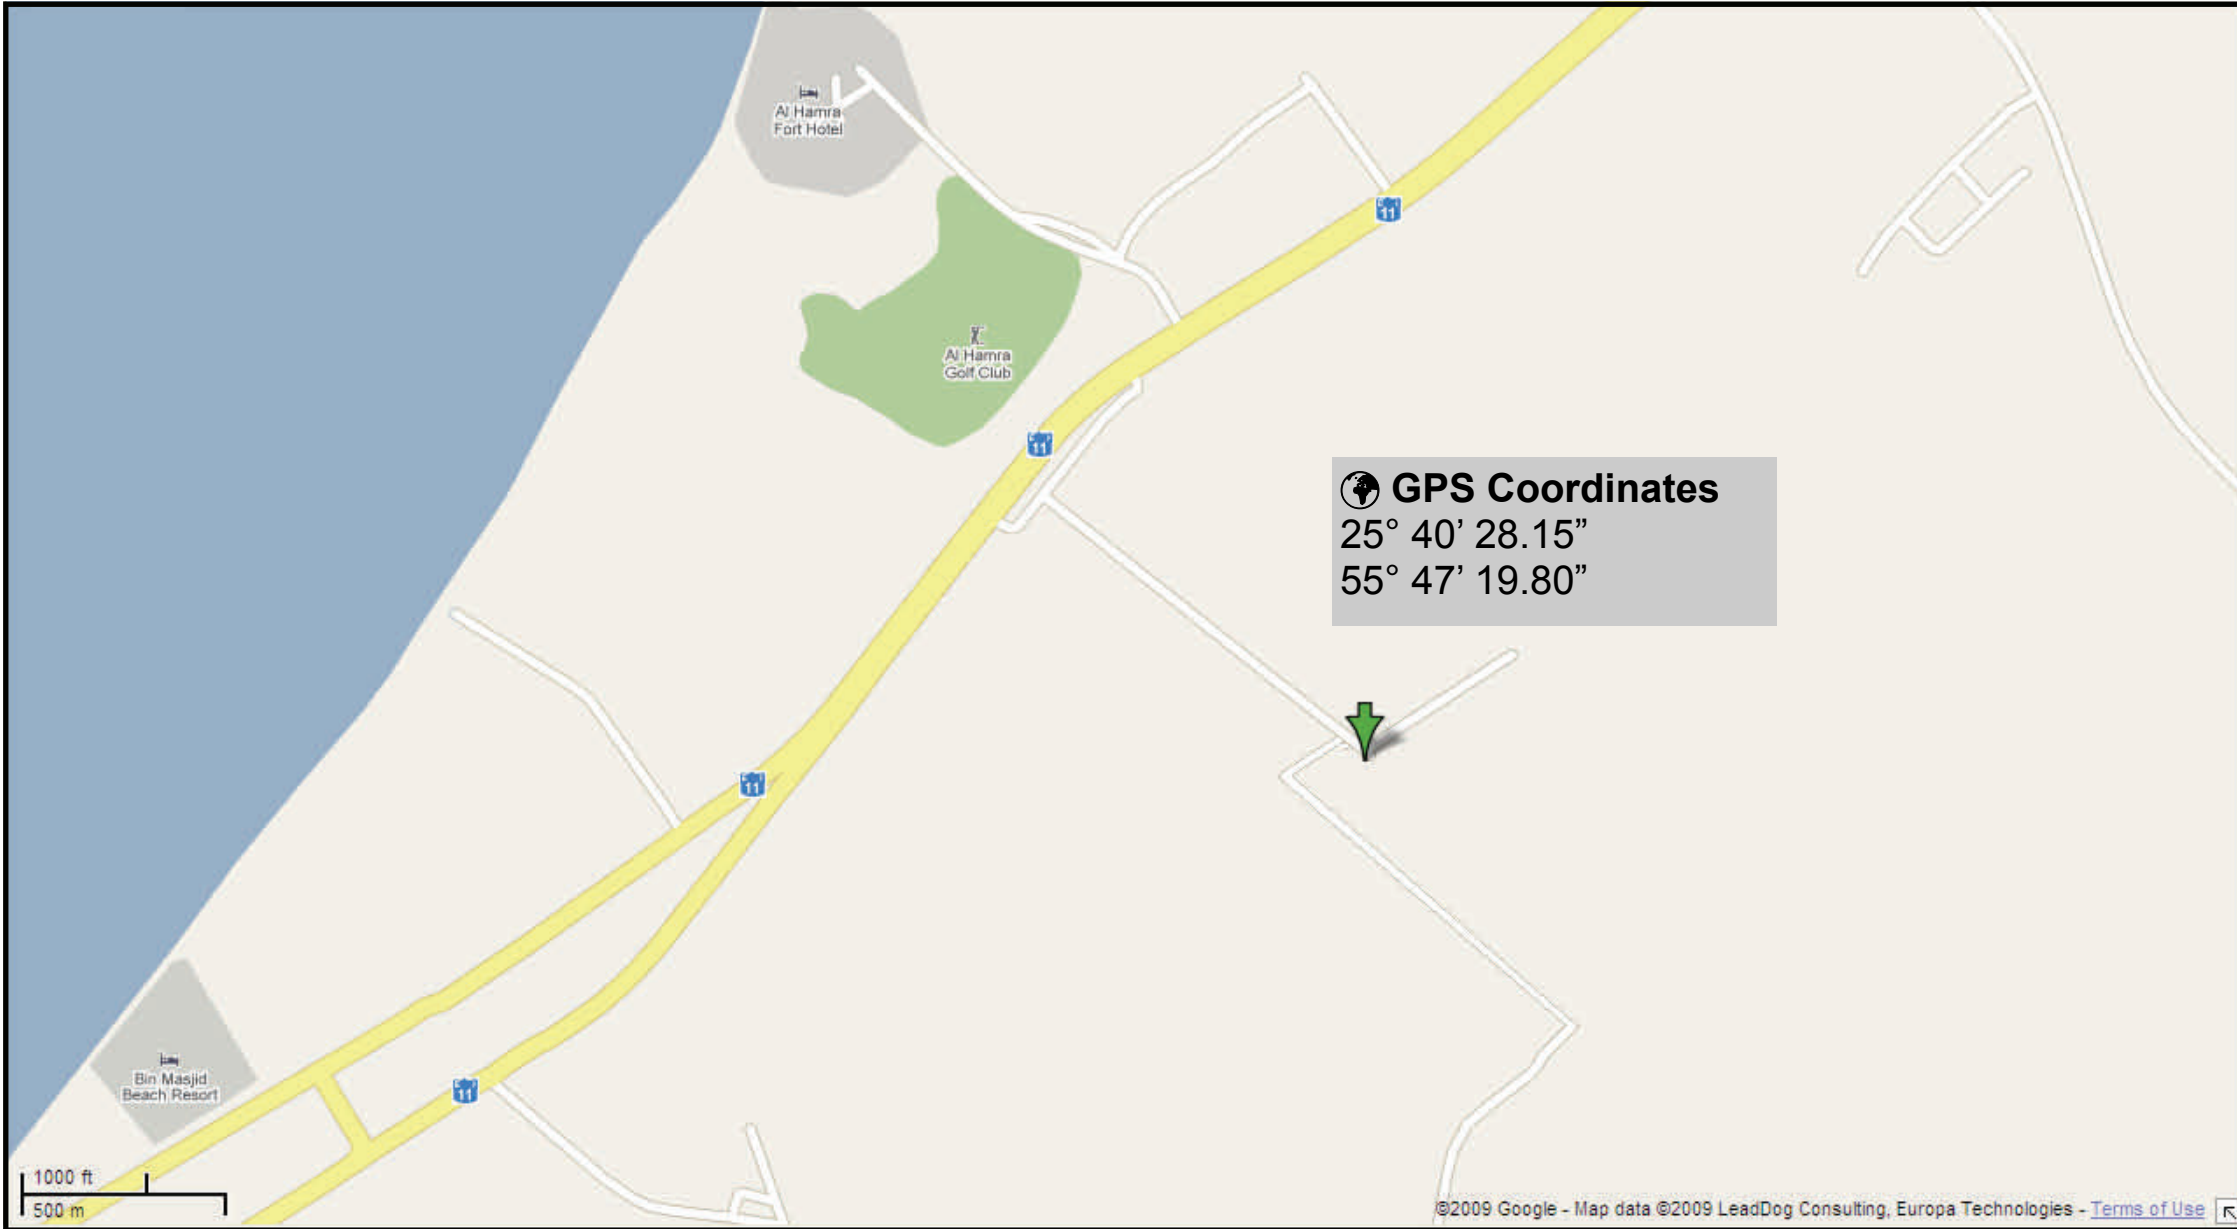 Al Hamra
Fort Hotel
11
Al Hamra
Golf Club
11
GPS Coordinates
25° 40’ 28.15”
55° 47’ 19.80”
11
Bin Masjid
Beach Resort
11
1000 ft
500 m
©2009 Google - Map data ©2009 LeadDog Consulting, Europa Technologies - Terms of Use